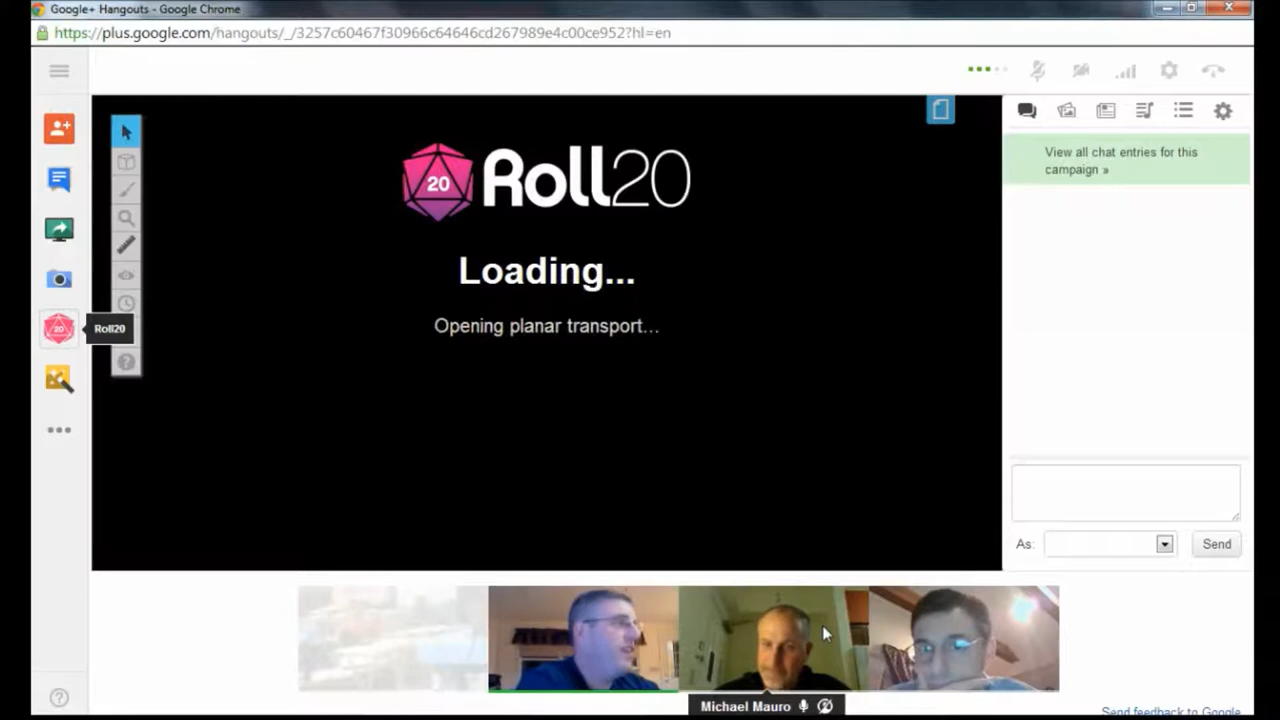 Google+ Hangouts - Google Chrome
https://plus.google.com/hangouts/_/3257c60467f30966c64646cd267989e4c00ce952?hl=en
20 Roll20
View all chat entries for this
campaign »
Loading...
Opening planar transport...
20
Roll20
As:
Send
Michael Mauro
Send feedback to Google